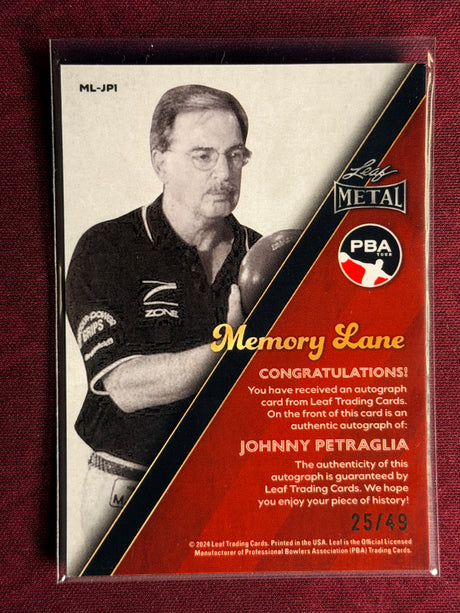 ML-JP1
Leaf
METAL
PBA
TOUR
Z
ZONE
GRIPS
Memory Lane
CONGRATULATIONS!
You have received an autograph
card from Leaf Trading Cards.
On the front of this card is an
authentic autograph of:
JOHNNY PETRAGLIA
The authenticity of this
autograph is guaranteed by
Leaf Trading Cards. We hope
you enjoy your piece of history!
25/49
© 2024 Leaf Trading Cards. Printed in the USA. Leaf is the Official Licensed
Manufacturer of Professional Bowlers Association (PBA) Trading Cards.